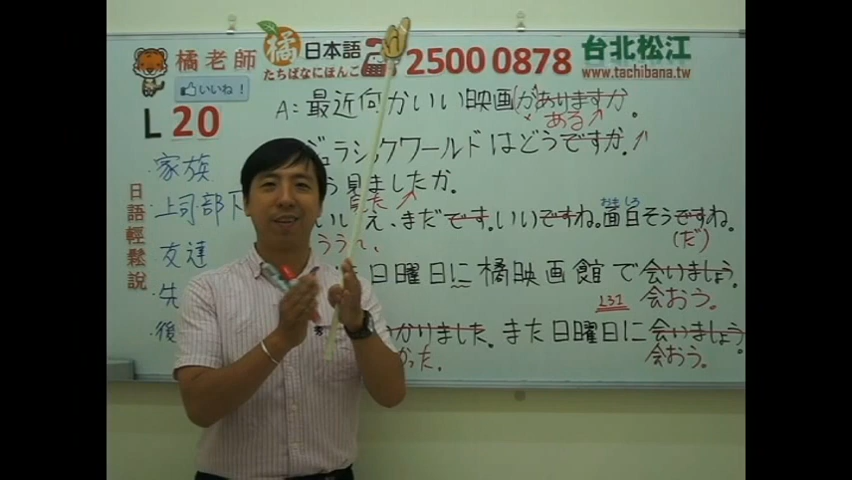 橘老師
橘
日本語
たちばなにほんご
2500 0878
台北松江
www.tachibana.tw
いいね！
L 20
A：最近何かいい映画(が)ありますか。
ある
ジュラシックワールドはどうですか。
う見ましたか。
見た
いいえ、まだです。いいですね。面白そうですね。
おもしろ
ううん、
(だ)
日曜日に橘映画館で会いましょう。
L31
会おう。
かりました。また日曜日に会いましょう。
かった。
会おう。
日語輕鬆說
・家族
・上司部下
友達
・先
・後